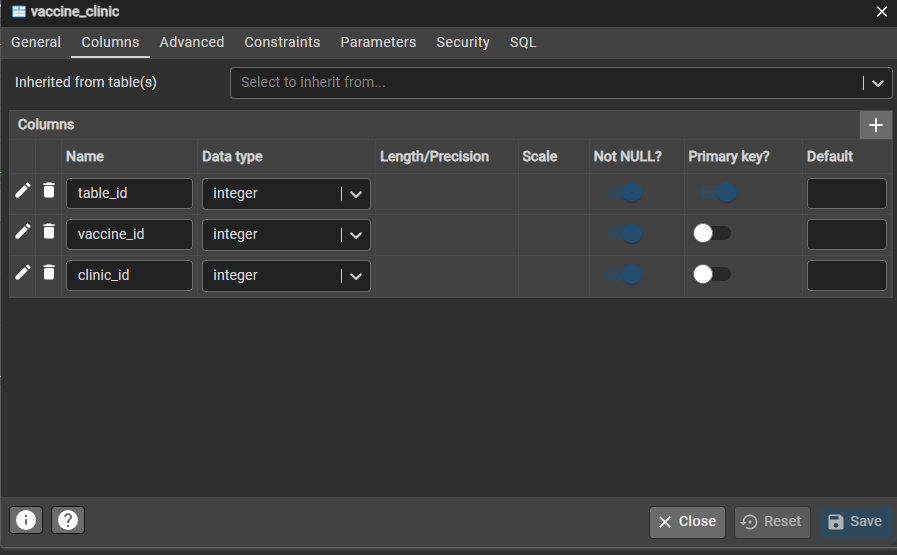 vaccine_clinic
General Columns Advanced Constraints Parameters Security SQL
Inherited from table(s) Select to inherit from...
Columns
Name Data type Length/Precision Scale Not NULL? Primary key? Default
table_id integer
vaccine_id integer
clinic_id integer
Close Reset Save